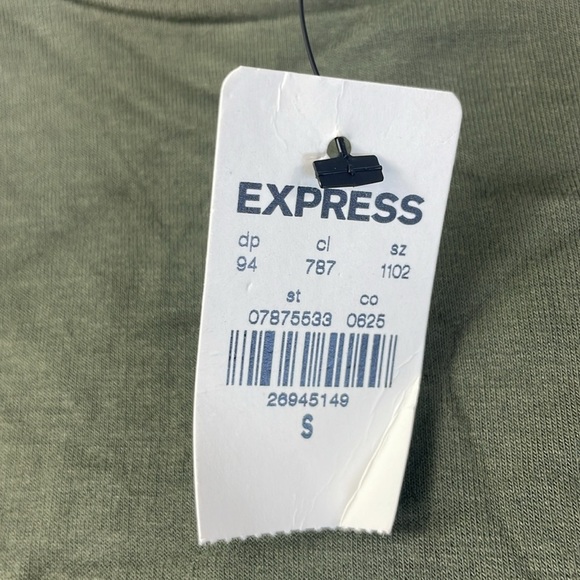 EXPRESS
dp cl sz
94 787 1102
st co
07875533 0625
26945149
S